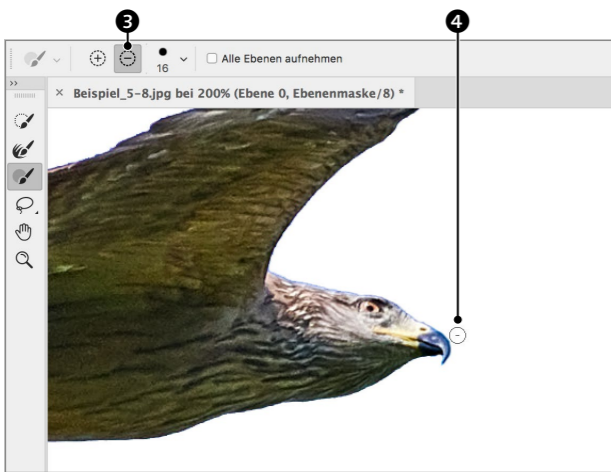 3 4
16 Alle Ebenen aufnehmen
>>
× Beispiel_5-8.jpg bei 200% (Ebene 0, Ebenenmaske/8) *